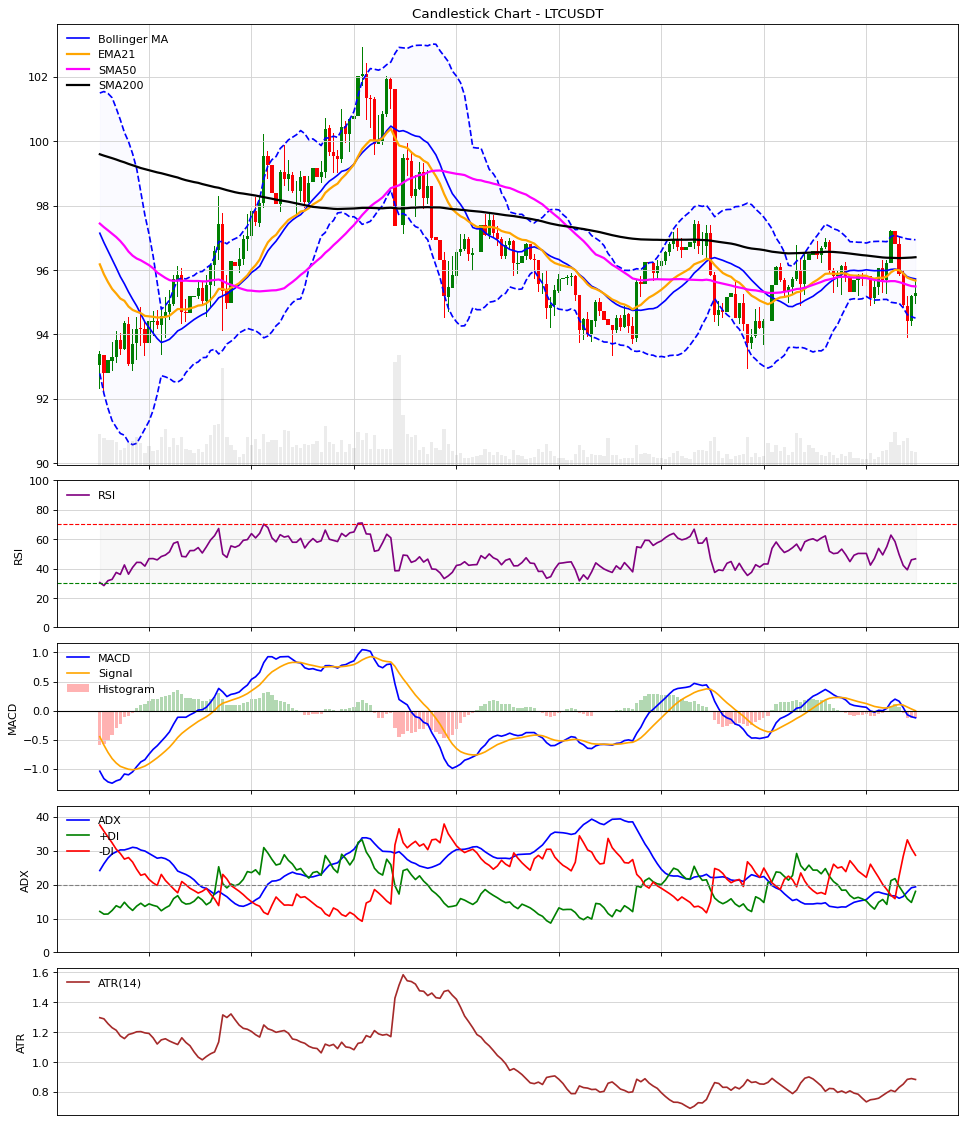 Candlestick Chart - LTCUSDT
Bollinger MA
EMA21
SMA50
SMA200
102
100
98
96
94
92
90
RSI
RSI
100
80
60
40
20
0
MACD
MACD
Signal
Histogram
1.0
0.5
0.0
−0.5
−1.0
ADX
ADX
+DI
-DI
40
30
20
10
0
ATR
ATR(14)
1.6
1.4
1.2
1.0
0.8